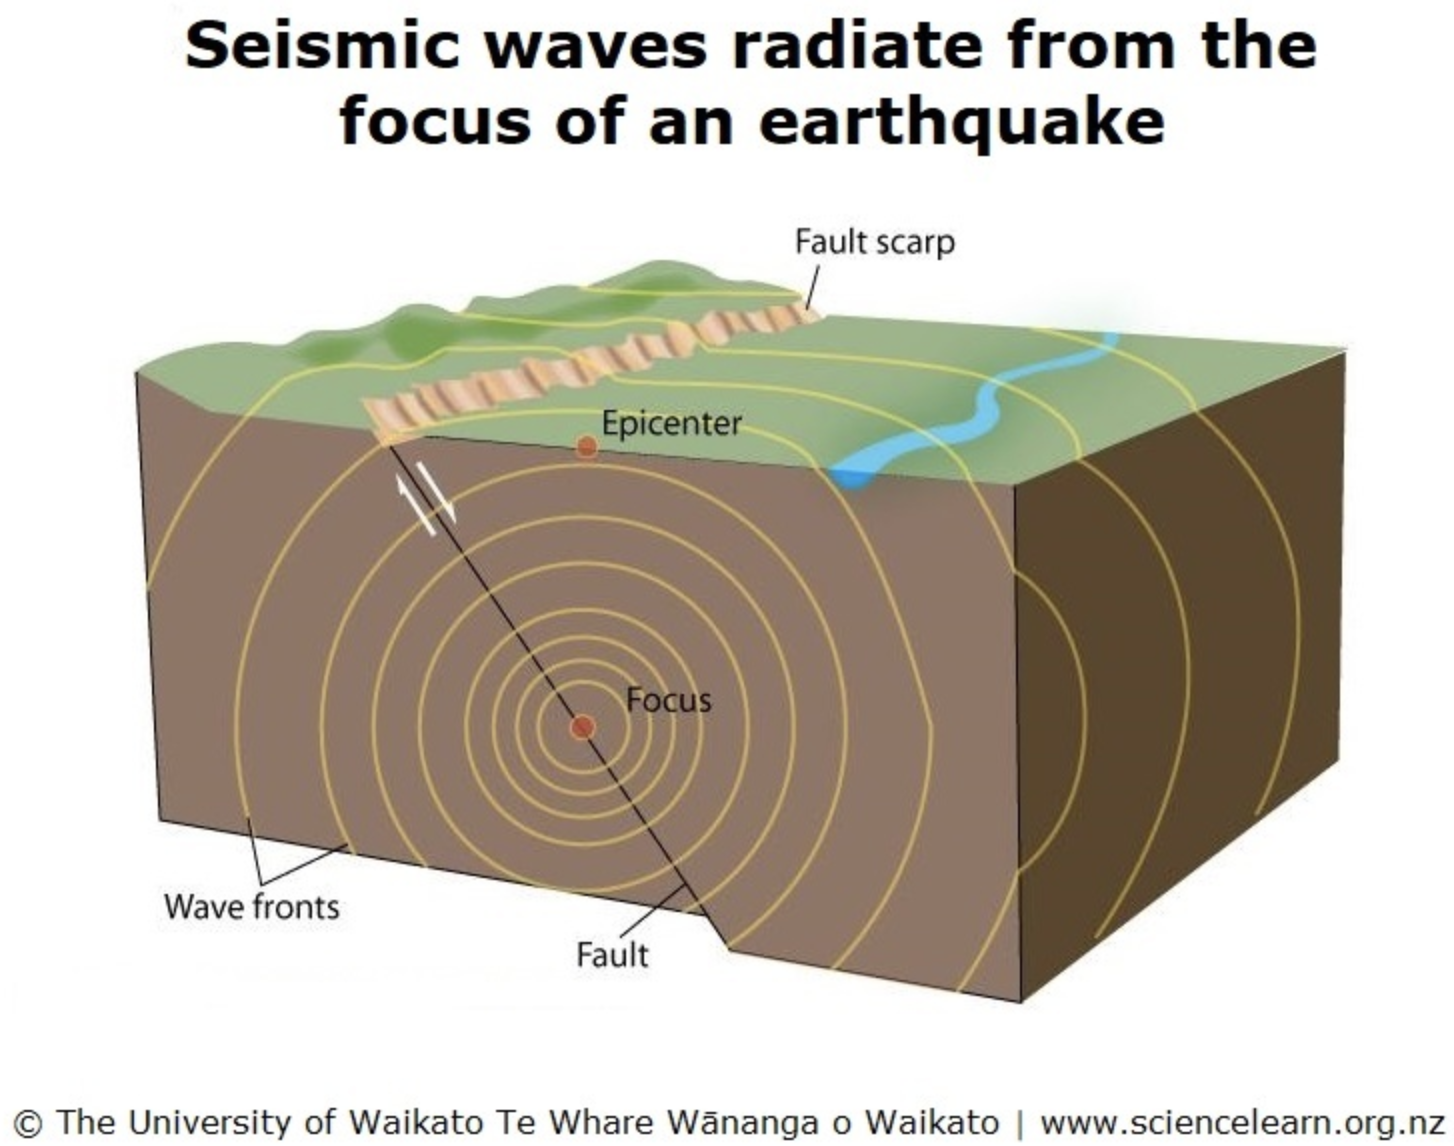 Seismic waves radiate from the
focus of an earthquake
Fault scarp
Epicenter
Focus
Wave fronts
Fault
© The University of Waikato Te Whare Wānanga o Waikato | www.sciencelearn.org.nz